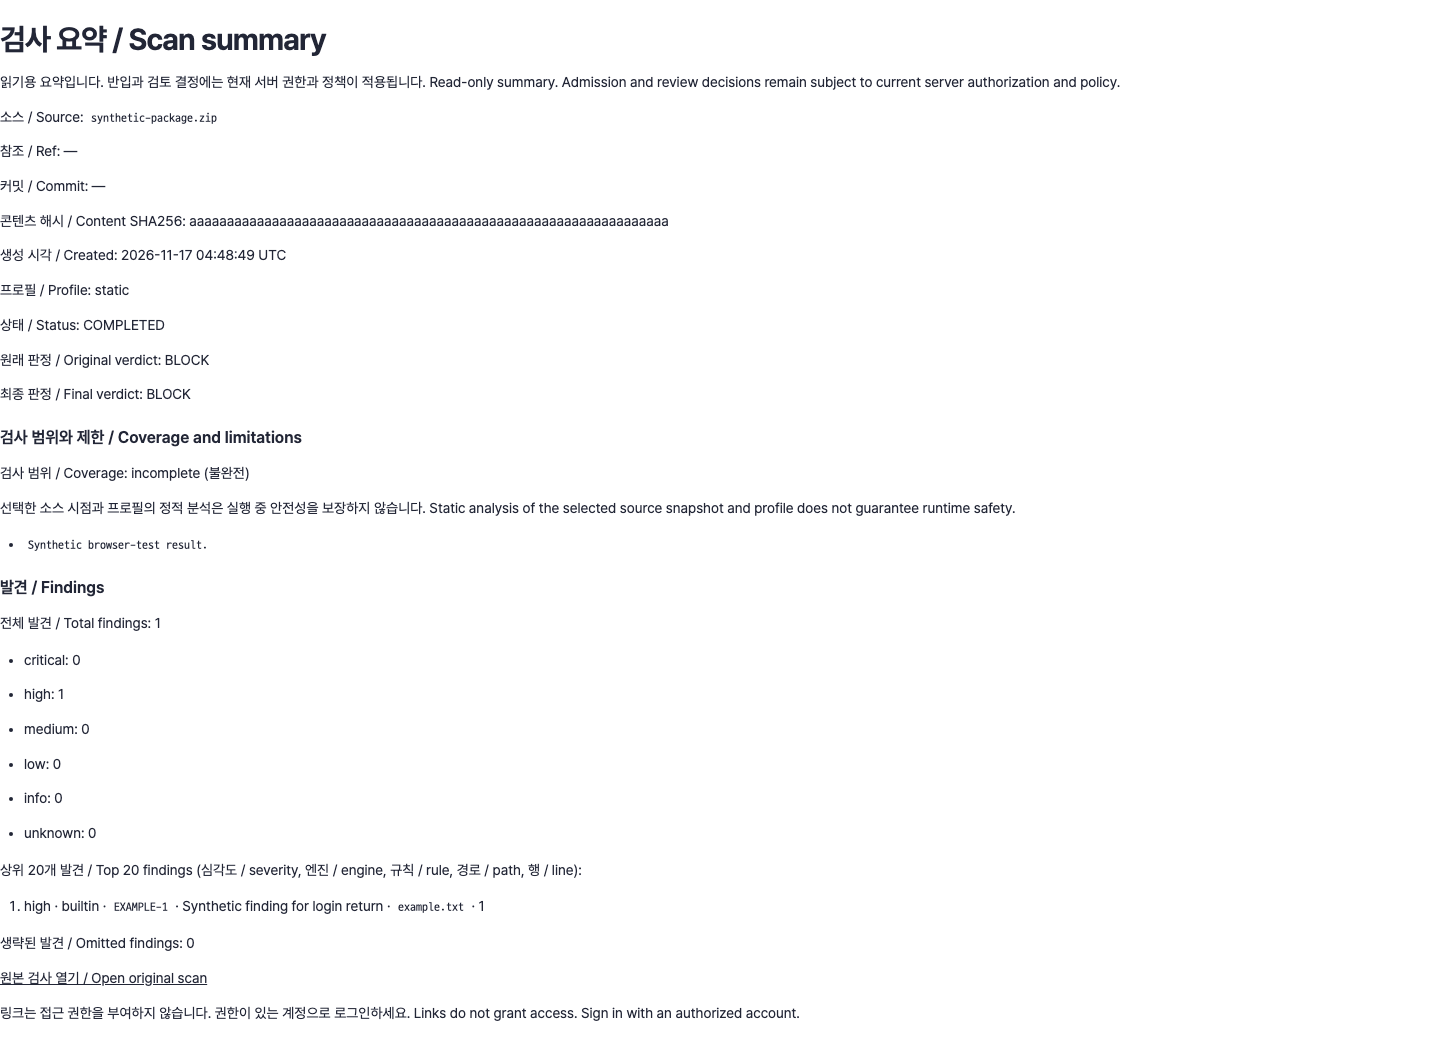 검사 요약 / Scan summary
읽기용 요약입니다. 반입과 검토 결정에는 현재 서버 권한과 정책이 적용됩니다. Read-only summary. Admission and review decisions remain subject to current server authorization and policy.
소스 / Source: synthetic-package.zip
참조 / Ref: —
커밋 / Commit: —
콘텐츠 해시 / Content SHA256: aaaaaaaaaaaaaaaaaaaaaaaaaaaaaaaaaaaaaaaaaaaaaaaaaaaaaaaaaaaaaaaa
생성 시각 / Created: 2026-11-17 04:48:49 UTC
프로필 / Profile: static
상태 / Status: COMPLETED
원래 판정 / Original verdict: BLOCK
최종 판정 / Final verdict: BLOCK
검사 범위와 제한 / Coverage and limitations
검사 범위 / Coverage: incomplete (불완전)
선택한 소스 시점과 프로필의 정적 분석은 실행 중 안전성을 보장하지 않습니다. Static analysis of the selected source snapshot and profile does not guarantee runtime safety.
• Synthetic browser-test result.
발견 / Findings
전체 발견 / Total findings: 1
• critical: 0
• high: 1
• medium: 0
• low: 0
• info: 0
• unknown: 0
상위 20개 발견 / Top 20 findings (심각도 / severity, 엔진 / engine, 규칙 / rule, 경로 / path, 행 / line):
1. high · builtin · EXAMPLE-1 · Synthetic finding for login return · example.txt · 1
생략된 발견 / Omitted findings: 0
원본 검사 열기 / Open original scan
링크는 접근 권한을 부여하지 않습니다. 권한이 있는 계정으로 로그인하세요. Links do not grant access. Sign in with an authorized account.